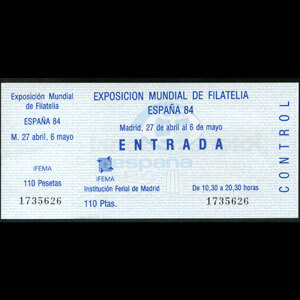 Exposición Mundial
de Filatelia
ESPAÑA 84
M. 27 abril, 6 mayo
IFEMA
110 Pesetas
1735626
EXPOSICION MUNDIAL DE FILATELIA
ESPAÑA 84
Madrid, 27 de abril al 6 de mayo
ENTRADA
españa
IFEMA
Institución Ferial de Madrid
De 10,30 a 20,30 horas
110 Ptas.
1735626
CONTROL